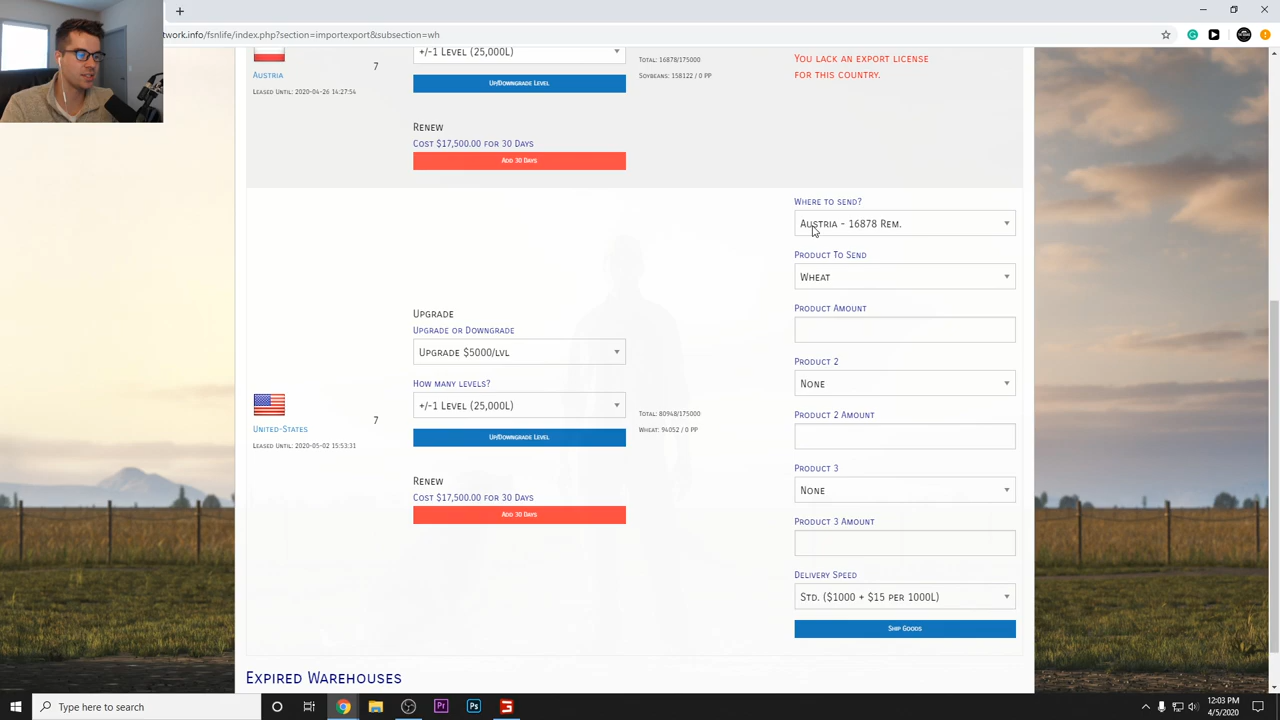 twork.info/fsnlife/index.php?section=importexport&subsection=wh
Austria
Leased Until: 2020-04-26 14:27:54
7
+/-1 Level (25,000L)
Up/Downgrade Level
Renew
Cost $17,500.00 for 30 Days
Add 30 Days
Total: 16878/175000
Soybeans: 158122 / 0 PP
You lack an export license
for this country.
United-States
Leased Until: 2020-05-02 15:53:31
7
Upgrade
Upgrade or Downgrade
Upgrade $5000/lvl
How many levels?
+/-1 Level (25,000L)
Up/Downgrade Level
Renew
Cost $17,500.00 for 30 Days
Add 30 Days
Total: 80948/175000
Wheat: 94052 / 0 PP
Where to send?
Austria - 16878 Rem.
Product To Send
Wheat
Product Amount
Product 2
None
Product 2 Amount
Product 3
None
Product 3 Amount
Delivery Speed
Std. ($1000 + $15 per 1000L)
Ship Goods
Expired Warehouses
Type here to search
Pr
Ps
12:03 PM
4/5/2020